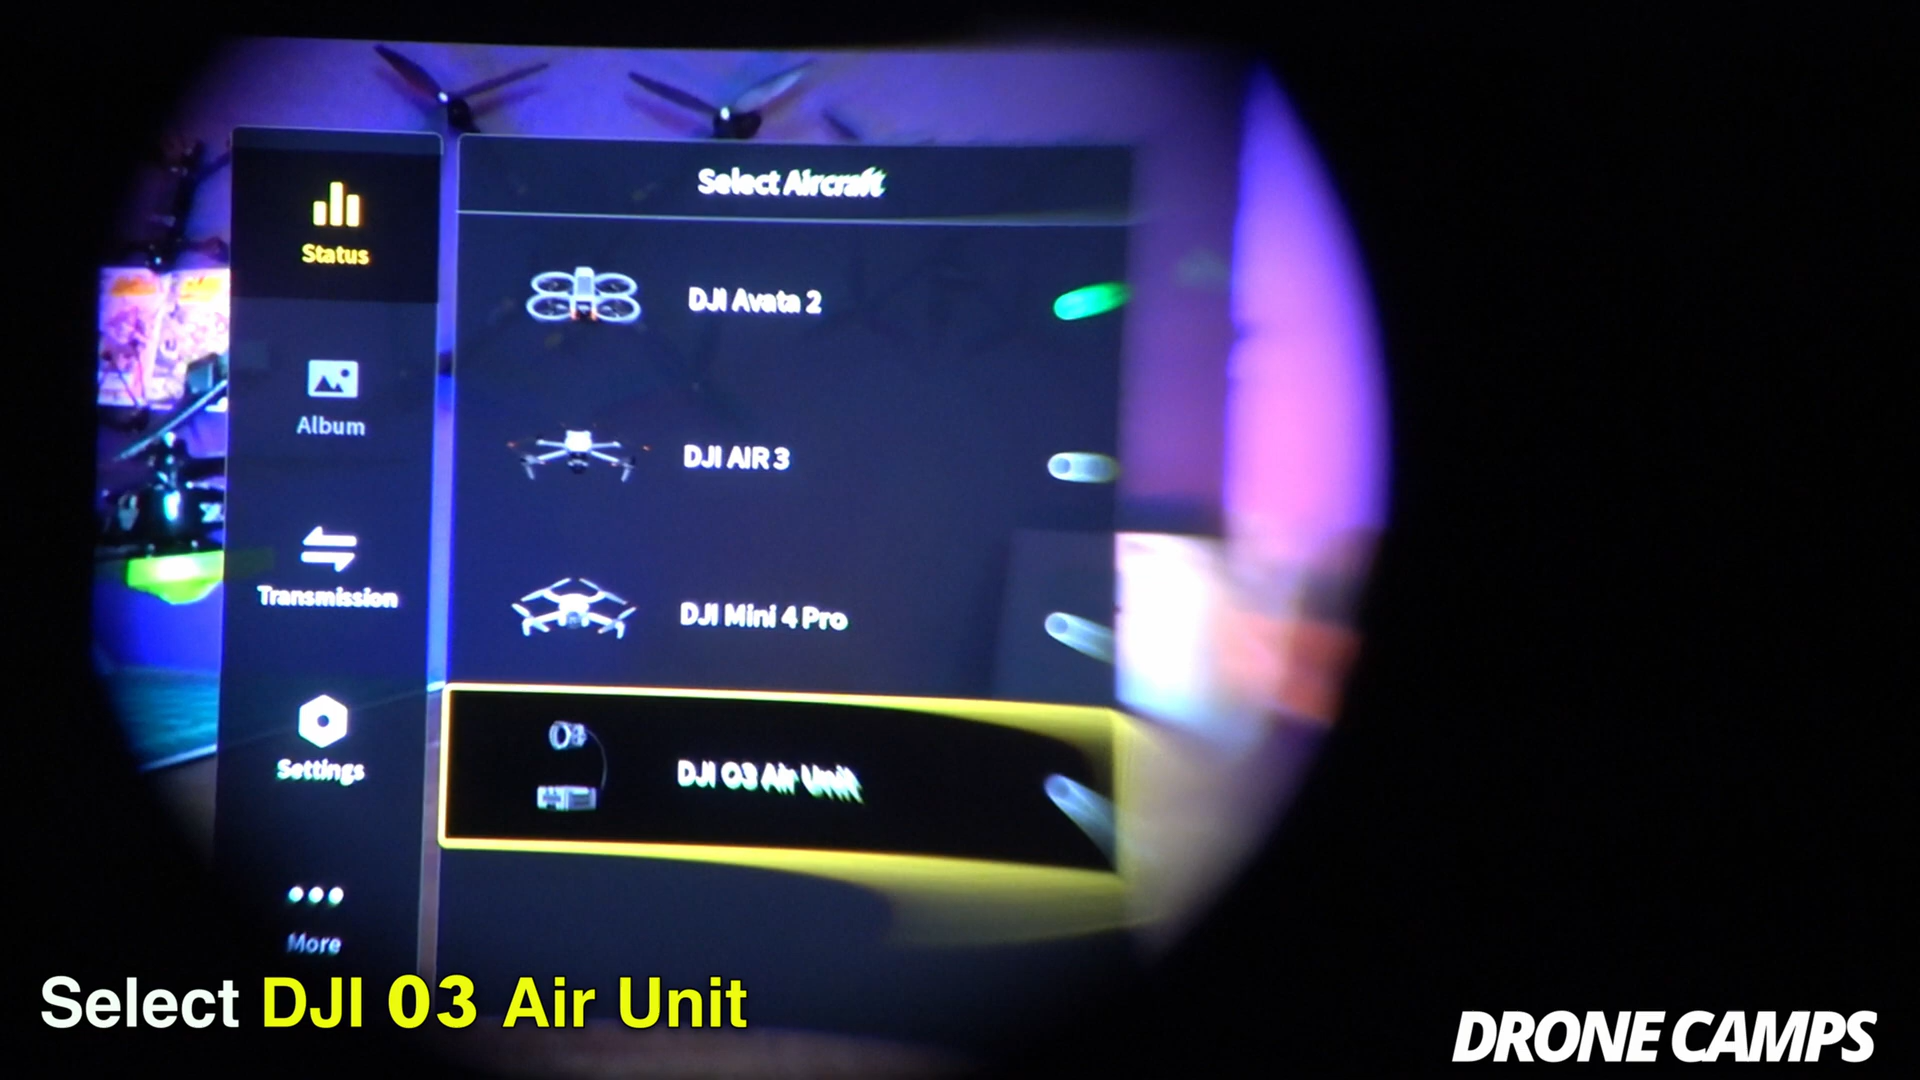 Select Aircraft
Status
DJI Avata 2
Album
DJI AIR 3
Transmission
DJI Mini 4 Pro
Settings
DJI O3 Air Unit
More
Select DJI 03 Air Unit
DRONE CAMPS